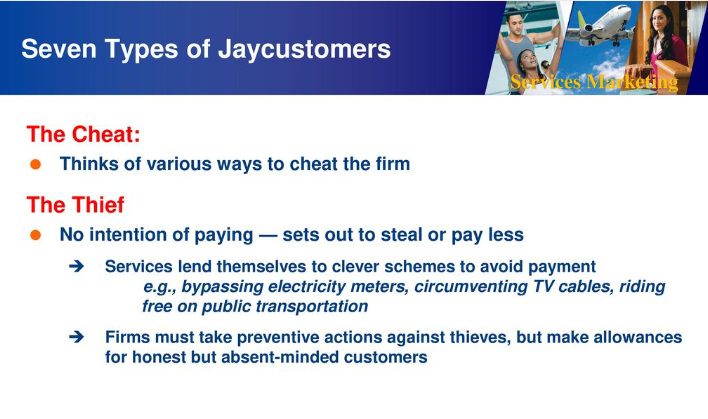 Seven Types of Jaycustomers
Services Marketing
The Cheat:
● Thinks of various ways to cheat the firm
The Thief
● No intention of paying — sets out to steal or pay less
➔ Services lend themselves to clever schemes to avoid payment
e.g., bypassing electricity meters, circumventing TV cables, riding
free on public transportation
➔ Firms must take preventive actions against thieves, but make allowances
for honest but absent-minded customers